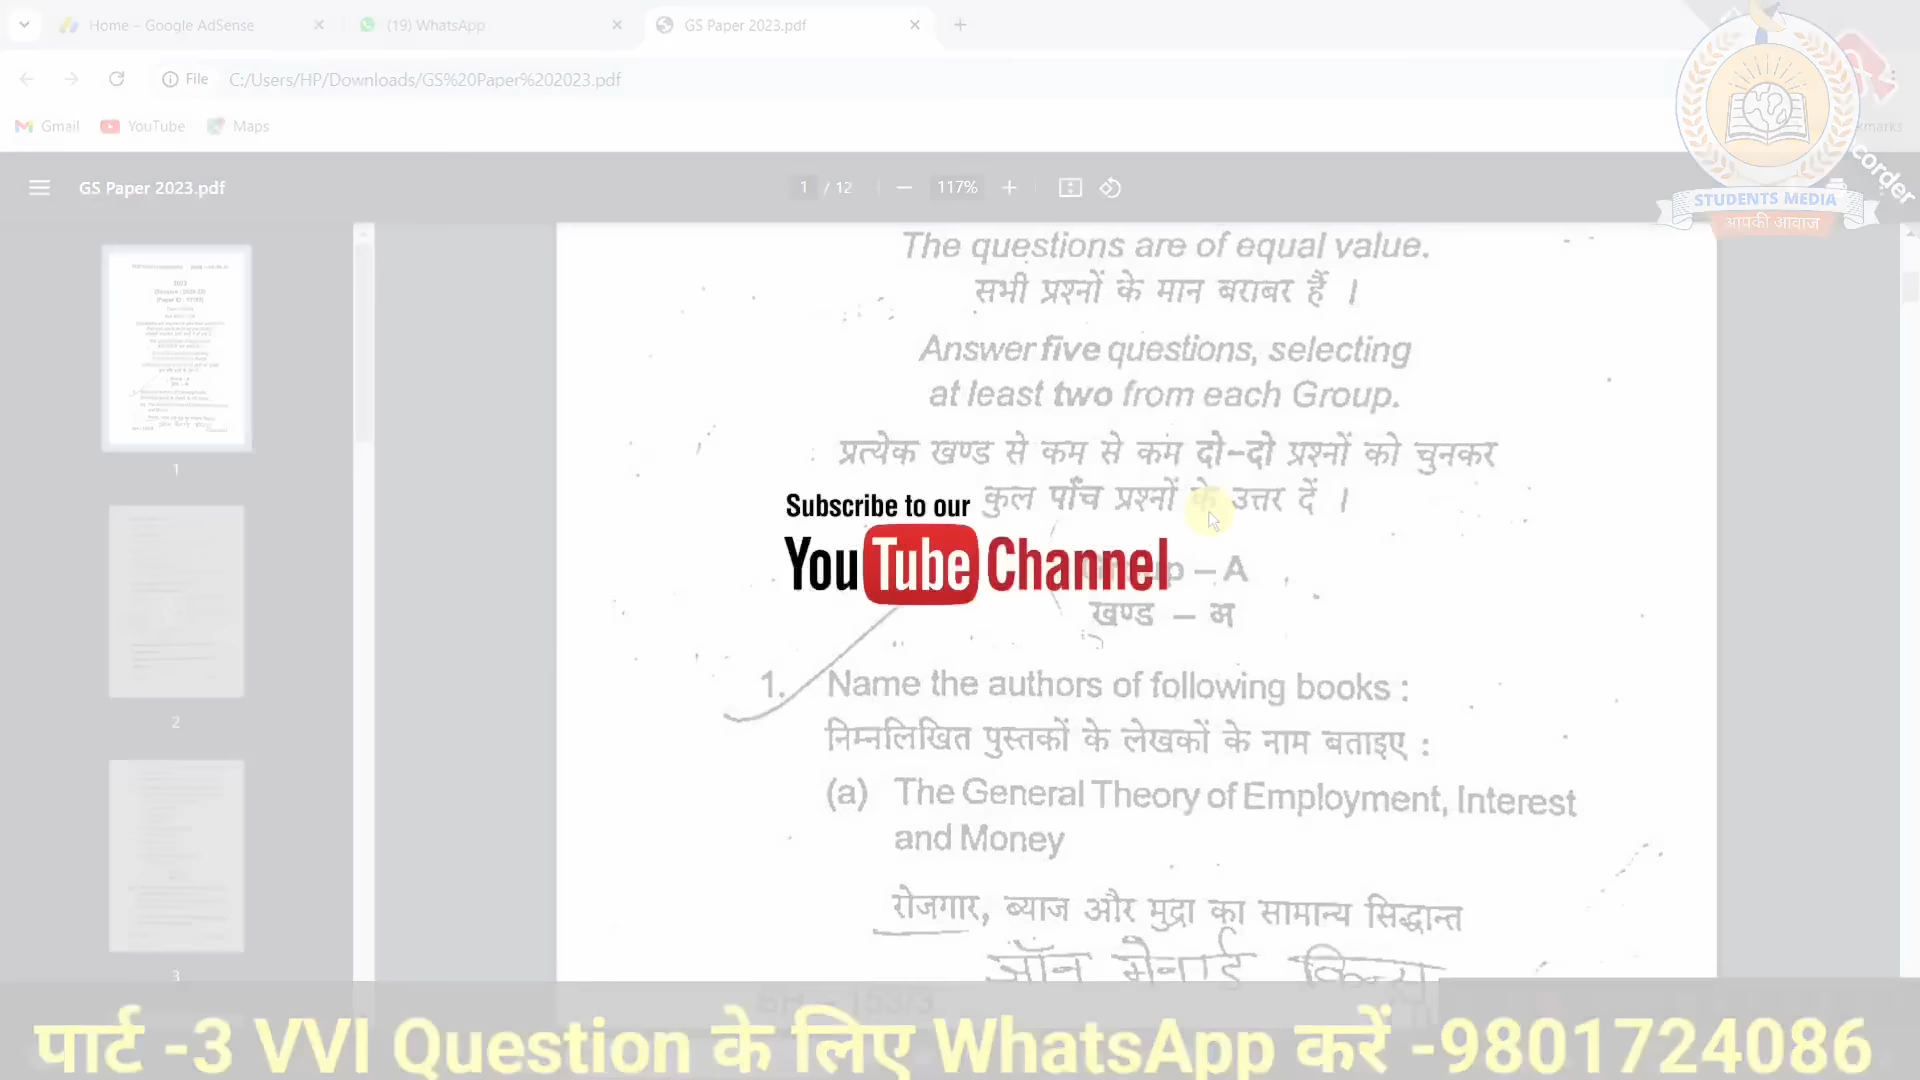 Home - Google AdSense
(19) WhatsApp
GS Paper 2023.pdf
File
C:/Users/HP/Downloads/GS%20Paper%202023.pdf
Gmail
YouTube
Maps
corder
STUDENTS MEDIA
आपकी आवाज
GS Paper 2023.pdf
1 / 12
117%
The questions are of equal value.
सभी प्रश्नों के मान बराबर हैं ।
Answer five questions, selecting
at least two from each Group.
प्रत्येक खण्ड से कम से कम दो-दो प्रश्नों को चुनकर
कुल पाँच प्रश्नों के उत्तर दें ।
Subscribe to our
YouTube Channel
– A
खण्ड – अ
1. Name the authors of following books :
निम्नलिखित पुस्तकों के लेखकों के नाम बताइए :
(a) The General Theory of Employment, Interest
and Money
रोजगार, ब्याज और मुद्रा का सामान्य सिद्धान्त
जॉन मेनार्ड किन्स
1
2
3
पार्ट -3 VVI Question के लिए WhatsApp करें -9801724086